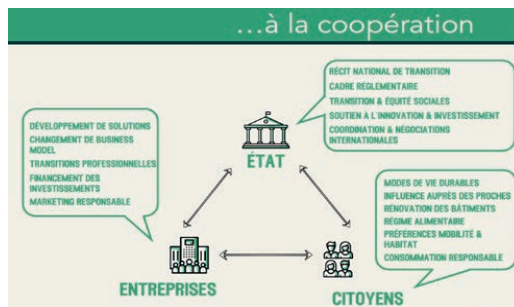 ...à la coopération
RÉCIT NATIONAL DE TRANSITION
CADRE RÉGLEMENTAIRE
TRANSITION & ÉQUITÉ SOCIALES
SOUTIEN À L'INNOVATION & INVESTISSEMENT
COORDINATION & NÉGOCIATIONS
INTERNATIONALES
ÉTAT
DÉVELOPPEMENT DE SOLUTIONS
CHANGEMENT DE BUSINESS
MODEL
TRANSITIONS PROFESSIONNELLES
FINANCEMENT DES
INVESTISSEMENTS
MARKETING RESPONSABLE
ENTREPRISES
MODES DE VIE DURABLES
INFLUENCE AUPRÈS DES PROCHES
RÉNOVATION DES BÂTIMENTS
RÉGIME ALIMENTAIRE
PRÉFÉRENCES MOBILITÉ &
HABITAT
CONSOMMATION RESPONSABLE
CITOYENS